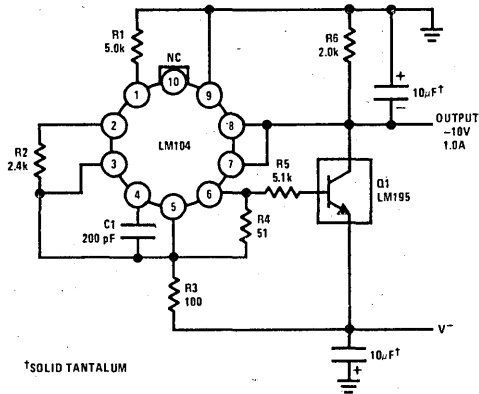 R1
5.0k
NC
R6
2.0k
10
1
9
+
10µF†
−
2
8
OUTPUT
−10V
1.0A
LM104
R2
2.4k
3
7
R5
5.1k
Q1
LM195
4
5
6
C1
200 pF
R4
51
R3
100
V−
10µF†
+
†SOLID TANTALUM